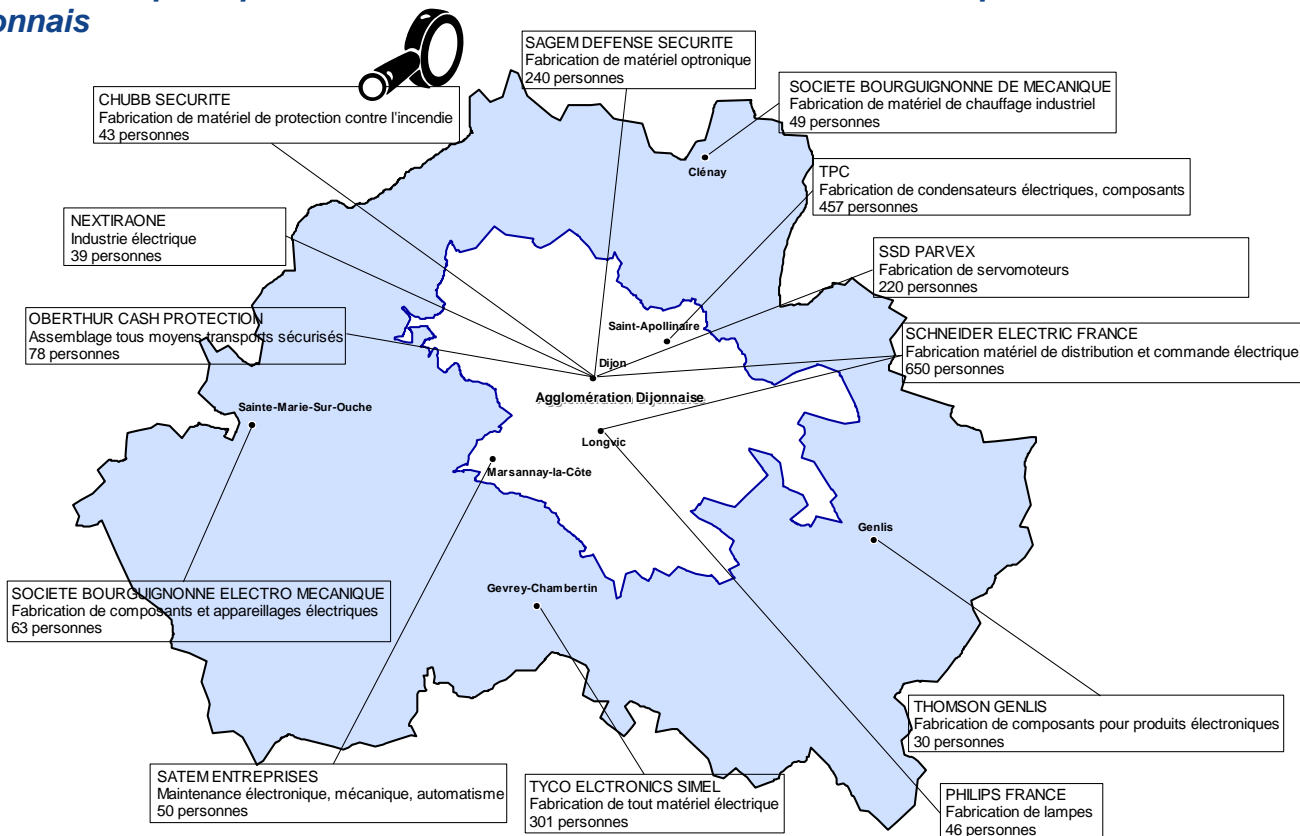 onnais
SAGEM DEFENSE SECURITE
Fabrication de matériel optronique
240 personnes
CHUBB SECURITE
Fabrication de matériel de protection contre l'incendie
43 personnes
SOCIETE BOURGUIGNONNE DE MECANIQUE
Fabrication de matériel de chauffage industriel
49 personnes
Clénay
TPC
Fabrication de condensateurs électriques, composants
457 personnes
NEXTIRAONE
Industrie électrique
39 personnes
SSD PARVEX
Fabrication de servomoteurs
220 personnes
OBERTHUR CASH PROTECTION
Assemblage tous moyens transports sécurisés
78 personnes
Saint-Apollinaire
SCHNEIDER ELECTRIC FRANCE
Fabrication matériel de distribution et commande électrique
650 personnes
Dijon
Agglomération Dijonnaise
Sainte-Marie-Sur-Ouche
Longvic
Marsannay-la-Côte
Genlis
SOCIETE BOURGUIGNONNE ELECTRO MECANIQUE
Fabrication de composants et appareillages électriques
63 personnes
Gevrey-Chambertin
THOMSON GENLIS
Fabrication de composants pour produits électroniques
30 personnes
SATEM ENTREPRISES
Maintenance électronique, mécanique, automatisme
50 personnes
TYCO ELCTRONICS SIMEL
Fabrication de tout matériel électrique
301 personnes
PHILIPS FRANCE
Fabrication de lampes
46 personnes